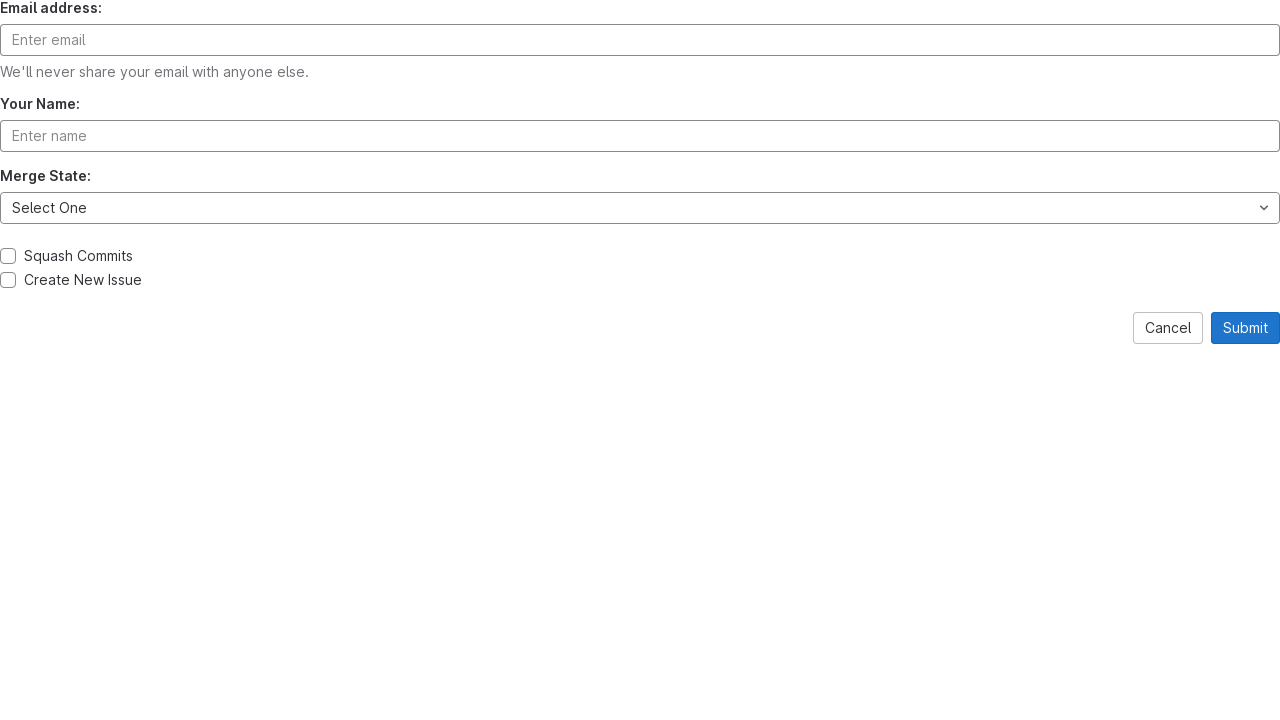 Email address:
Enter email
We'll never share your email with anyone else.
Your Name:
Enter name
Merge State:
Select One
Squash Commits
Create New Issue
Cancel Submit